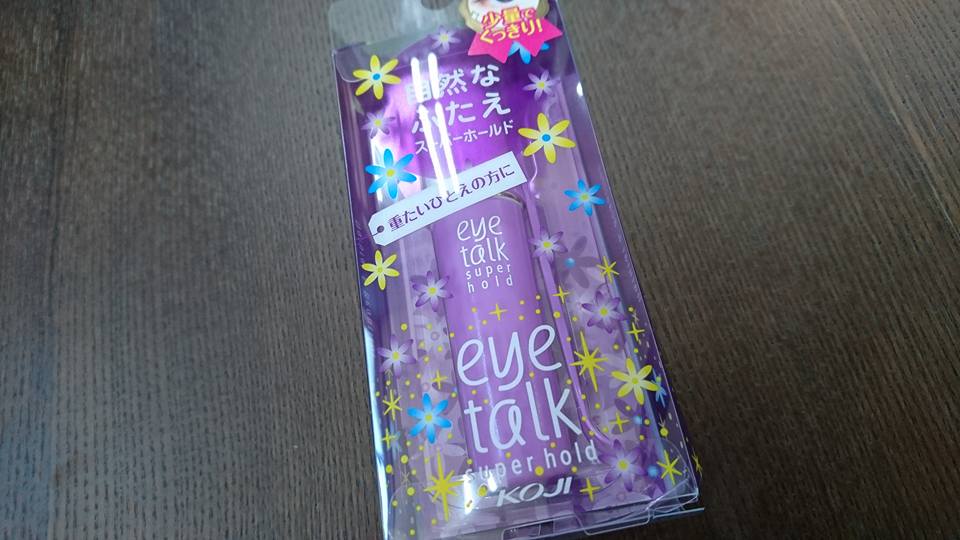 少量で
くっきり!
自然な
ふたえ
スーパーホールド
重たいひとえの方に
eye
talk
super
hold
eye
talk
super hold
KOJI